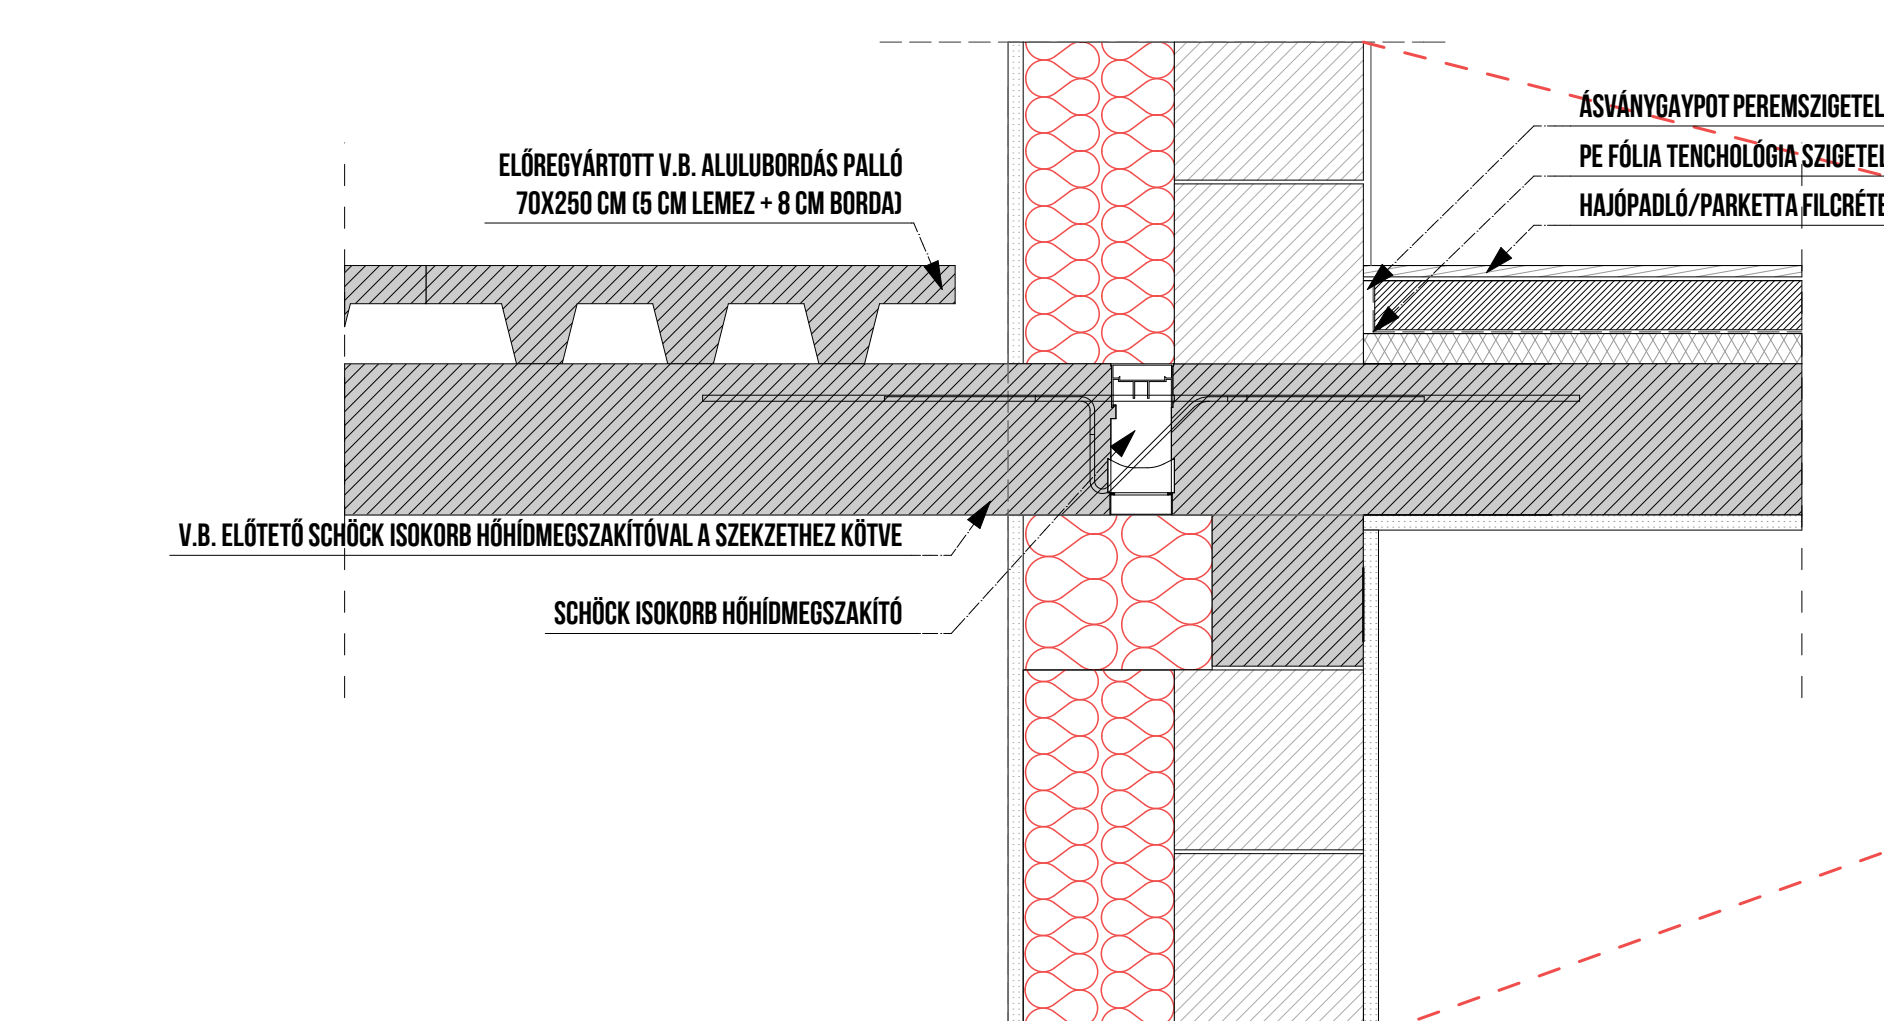 ELŐREGYÁRTOTT V.B. ALULUBORDÁS PALLÓ
70X250 CM (5 CM LEMEZ + 8 CM BORDA)
ÁSVÁNYGAYPOT PEREMSZIGETEL
PE FÓLIA TENCHOLÓGIA SZIGETEL
HAJÓPADLÓ/PARKETTA FILCRÉTE
V.B. ELŐTETŐ SCHÖCK ISOKORB HŐHÍDMEGSZAKÍTÓVAL A SZEKZETHEZ KÖTVE
SCHÖCK ISOKORB HŐHÍDMEGSZAKÍTÓ